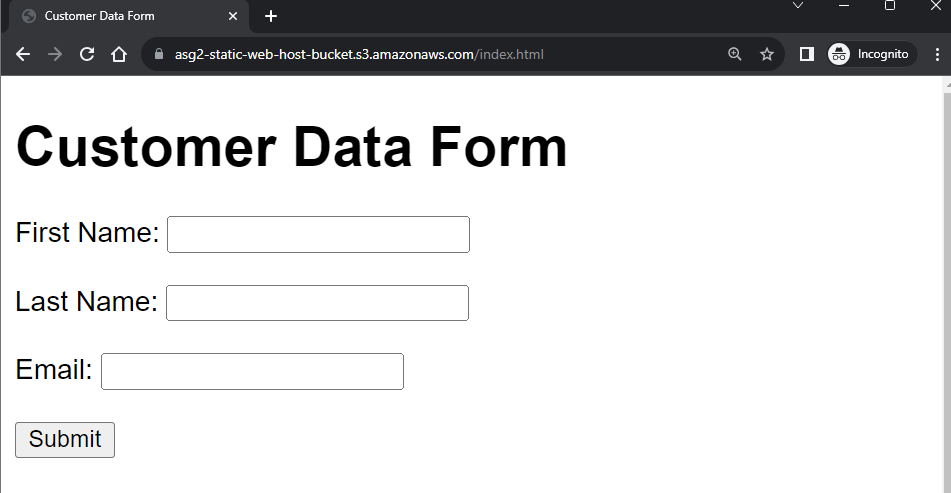 Customer Data Form
asg2-static-web-host-bucket.s3.amazonaws.com/index.html
Incognito
Customer Data Form
First Name:
Last Name:
Email:
Submit